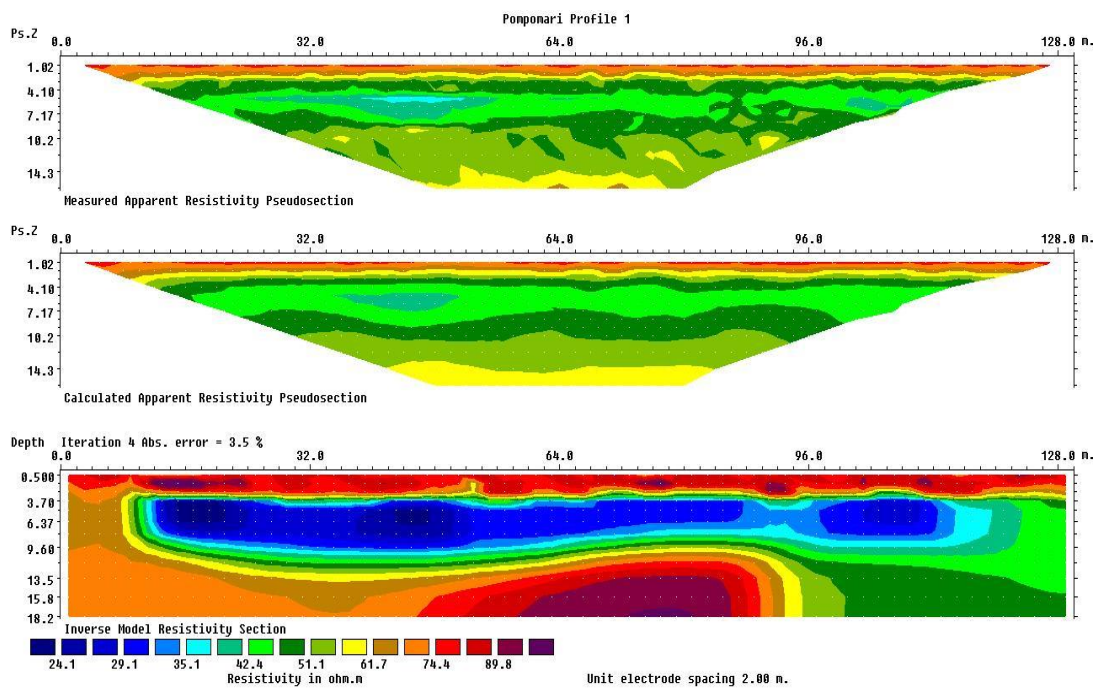 Pompomari Profile 1
Ps.Z 0.0 32.0 64.0 96.0 128.0 m.
1.02
4.10
7.17
10.2
14.3
Measured Apparent Resistivity Pseudosection
Ps.Z 0.0 32.0 64.0 96.0 128.0 m.
1.02
4.10
7.17
10.2
14.3
Calculated Apparent Resistivity Pseudosection
Depth Iteration 4 Abs. error = 3.5 %
0.0 32.0 64.0 96.0 128.0 m.
0.500
3.70
6.37
9.60
13.5
15.8
18.2
Inverse Model Resistivity Section
24.1 29.1 35.1 42.4 51.1 61.7 74.4 89.8
Resistivity in ohm.m Unit electrode spacing 2.00 m.